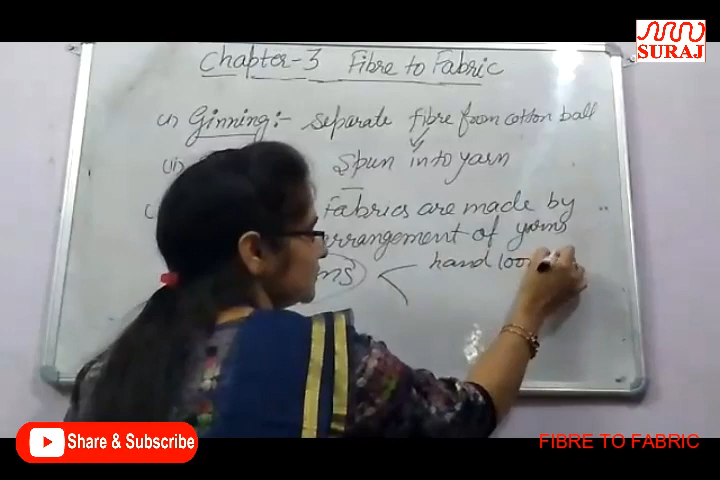 SURAJ
Chapter-3 Fibre to Fabric
(i) Ginning:- Separate fibre from cotton ball
(ii) Spun into yarn
Fabrics are made by
arrangement of yarns
hand loo
Share & Subscribe
FIBRE TO FABRIC